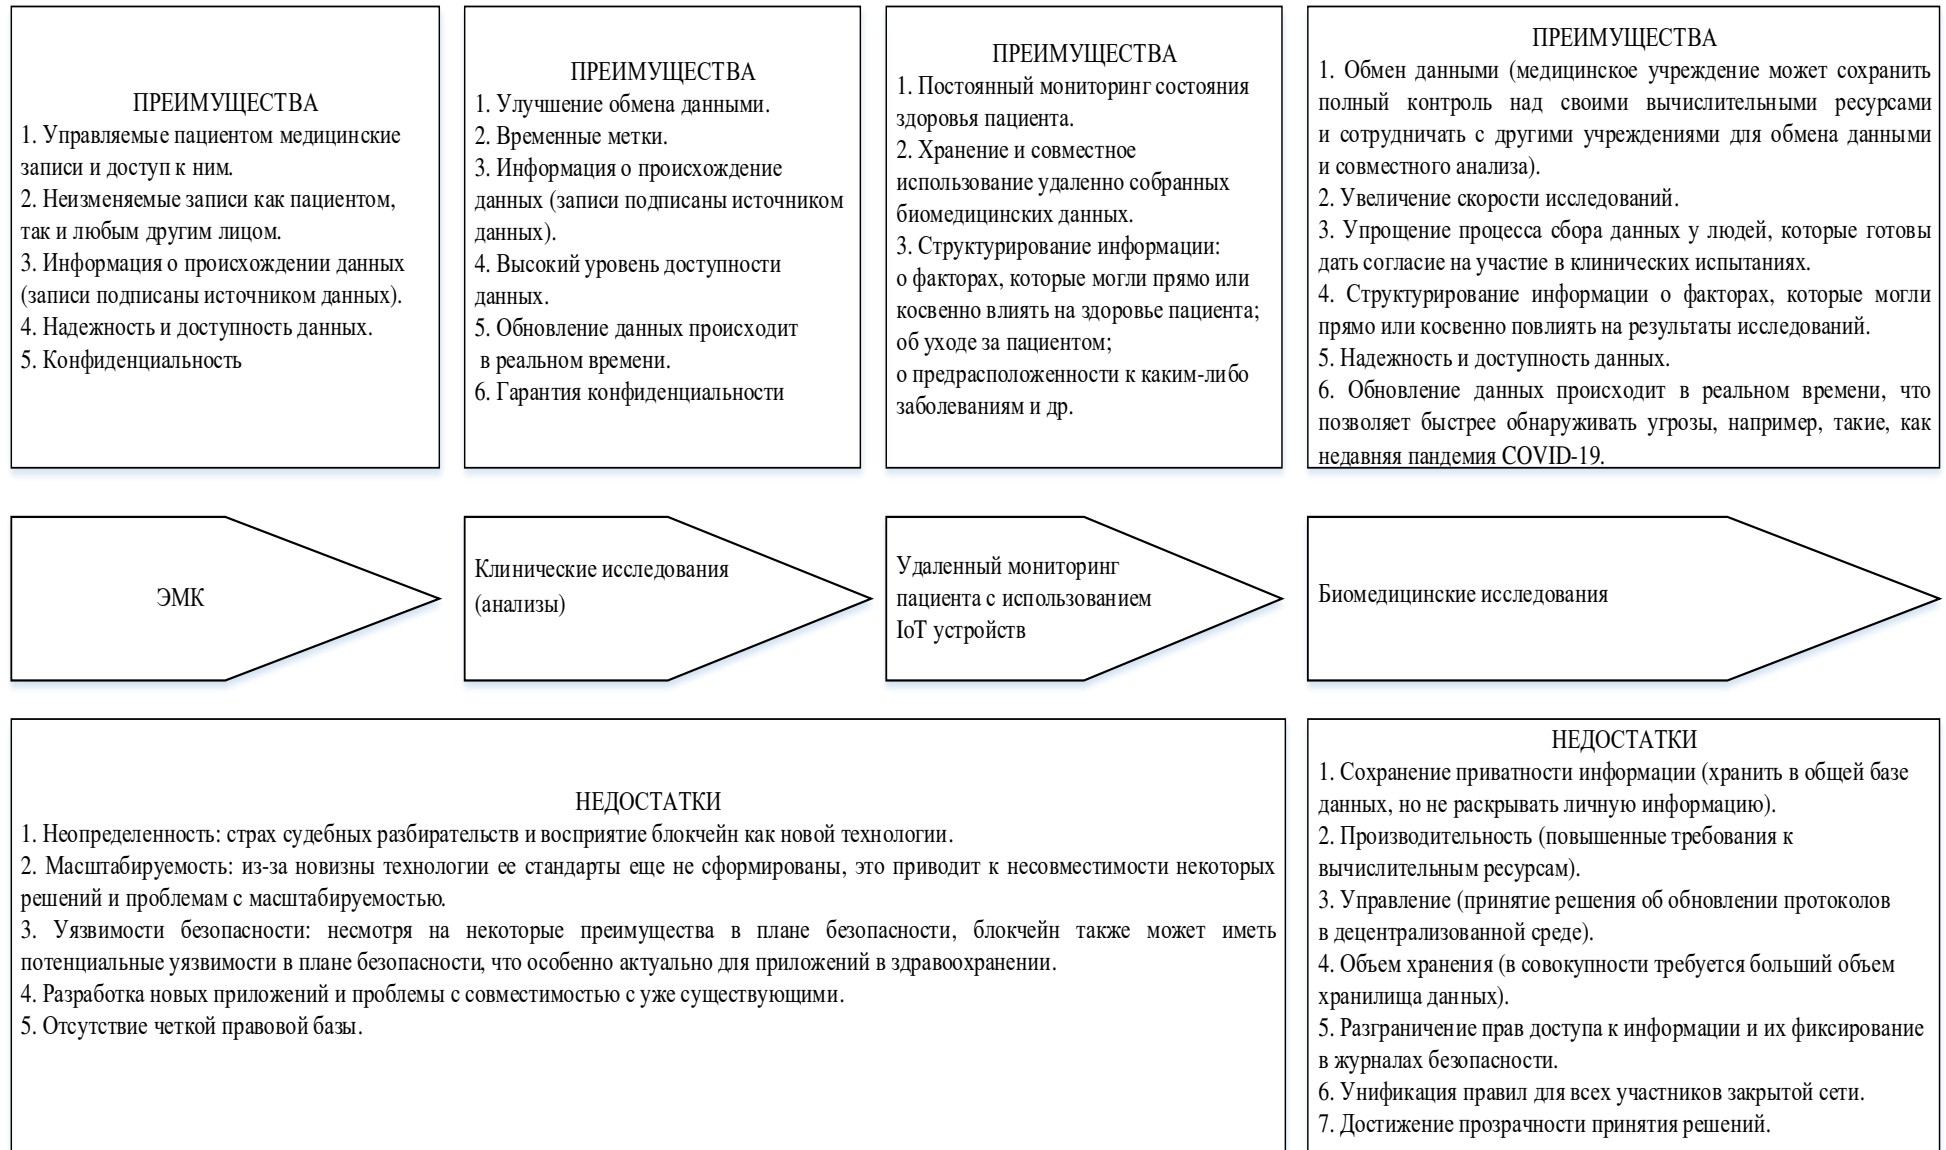 ПРЕИМУЩЕСТВА
1. Управляемые пациентом медицинские
записи и доступ к ним.
2. Неизменяемые записи как пациентом,
так и любым другим лицом.
3. Информация о происхождении данных
(записи подписаны источником данных).
4. Надежность и доступность данных.
5. Конфиденциальность
ПРЕИМУЩЕСТВА
1. Улучшение обмена данными.
2. Временные метки.
3. Информация о происхождение
данных (записи подписаны источником
данных).
4. Высокий уровень доступности
данных.
5. Обновление данных происходит
в реальном времени.
6. Гарантия конфиденциальности
ПРЕИМУЩЕСТВА
1. Постоянный мониторинг состояния
здоровья пациента.
2. Хранение и совместное
использование удаленно собранных
биомедицинских данных.
3. Структурирование информации:
о факторах, которые могли прямо или
косвенно влиять на здоровье пациента;
об уходе за пациентом;
о предрасположенности к каким-либо
заболеваниям и др.
ПРЕИМУЩЕСТВА
1. Обмен данными (медицинское учреждение может сохранить
полный контроль над своими вычислительными ресурсами
и сотрудничать с другими учреждениями для обмена данными
и совместного анализа).
2. Увеличение скорости исследований.
3. Упрощение процесса сбора данных у людей, которые готовы
дать согласие на участие в клинических испытаниях.
4. Структурирование информации о факторах, которые могли
прямо или косвенно повлиять на результаты исследований.
5. Надежность и доступность данных.
6. Обновление данных происходит в реальном времени, что
позволяет быстрее обнаруживать угрозы, например, такие, как
недавняя пандемия COVID-19.
ЭМК
Клинические исследования
(анализы)
Удаленный мониторинг
пациента с использованием
IoT устройств
Биомедицинские исследования
НЕДОСТАТКИ
1. Неопределенность: страх судебных разбирательств и восприятие блокчейн как новой технологии.
2. Масштабируемость: из-за новизны технологии ее стандарты еще не сформированы, это приводит к несовместимости некоторых
решений и проблемам с масштабируемостью.
3. Уязвимости безопасности: несмотря на некоторые преимущества в плане безопасности, блокчейн также может иметь
потенциальные уязвимости в плане безопасности, что особенно актуально для приложений в здравоохранении.
4. Разработка новых приложений и проблемы с совместимостью с уже существующими.
5. Отсутствие четкой правовой базы.
НЕДОСТАТКИ
1. Сохранение приватности информации (хранить в общей базе
данных, но не раскрывать личную информацию).
2. Производительность (повышенные требования к
вычислительным ресурсам).
3. Управление (принятие решения об обновлении протоколов
в децентрализованной среде).
4. Объем хранения (в совокупности требуется больший объем
хранилища данных).
5. Разграничение прав доступа к информации и их фиксирование
в журналах безопасности.
6. Унификация правил для всех участников закрытой сети.
7. Достижение прозрачности принятия решений.